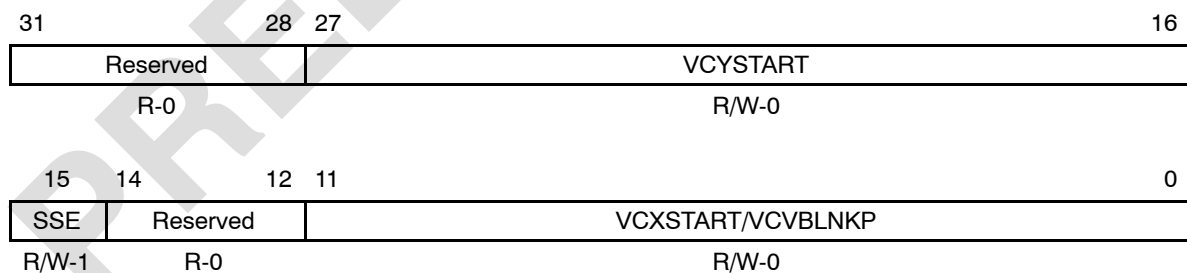 31 28 27 16
Reserved VCYSTART
R-0 R/W-0
15 14 12 11 0
SSE Reserved VCXSTART/VCVBLNKP
R/W-1 R-0 R/W-0